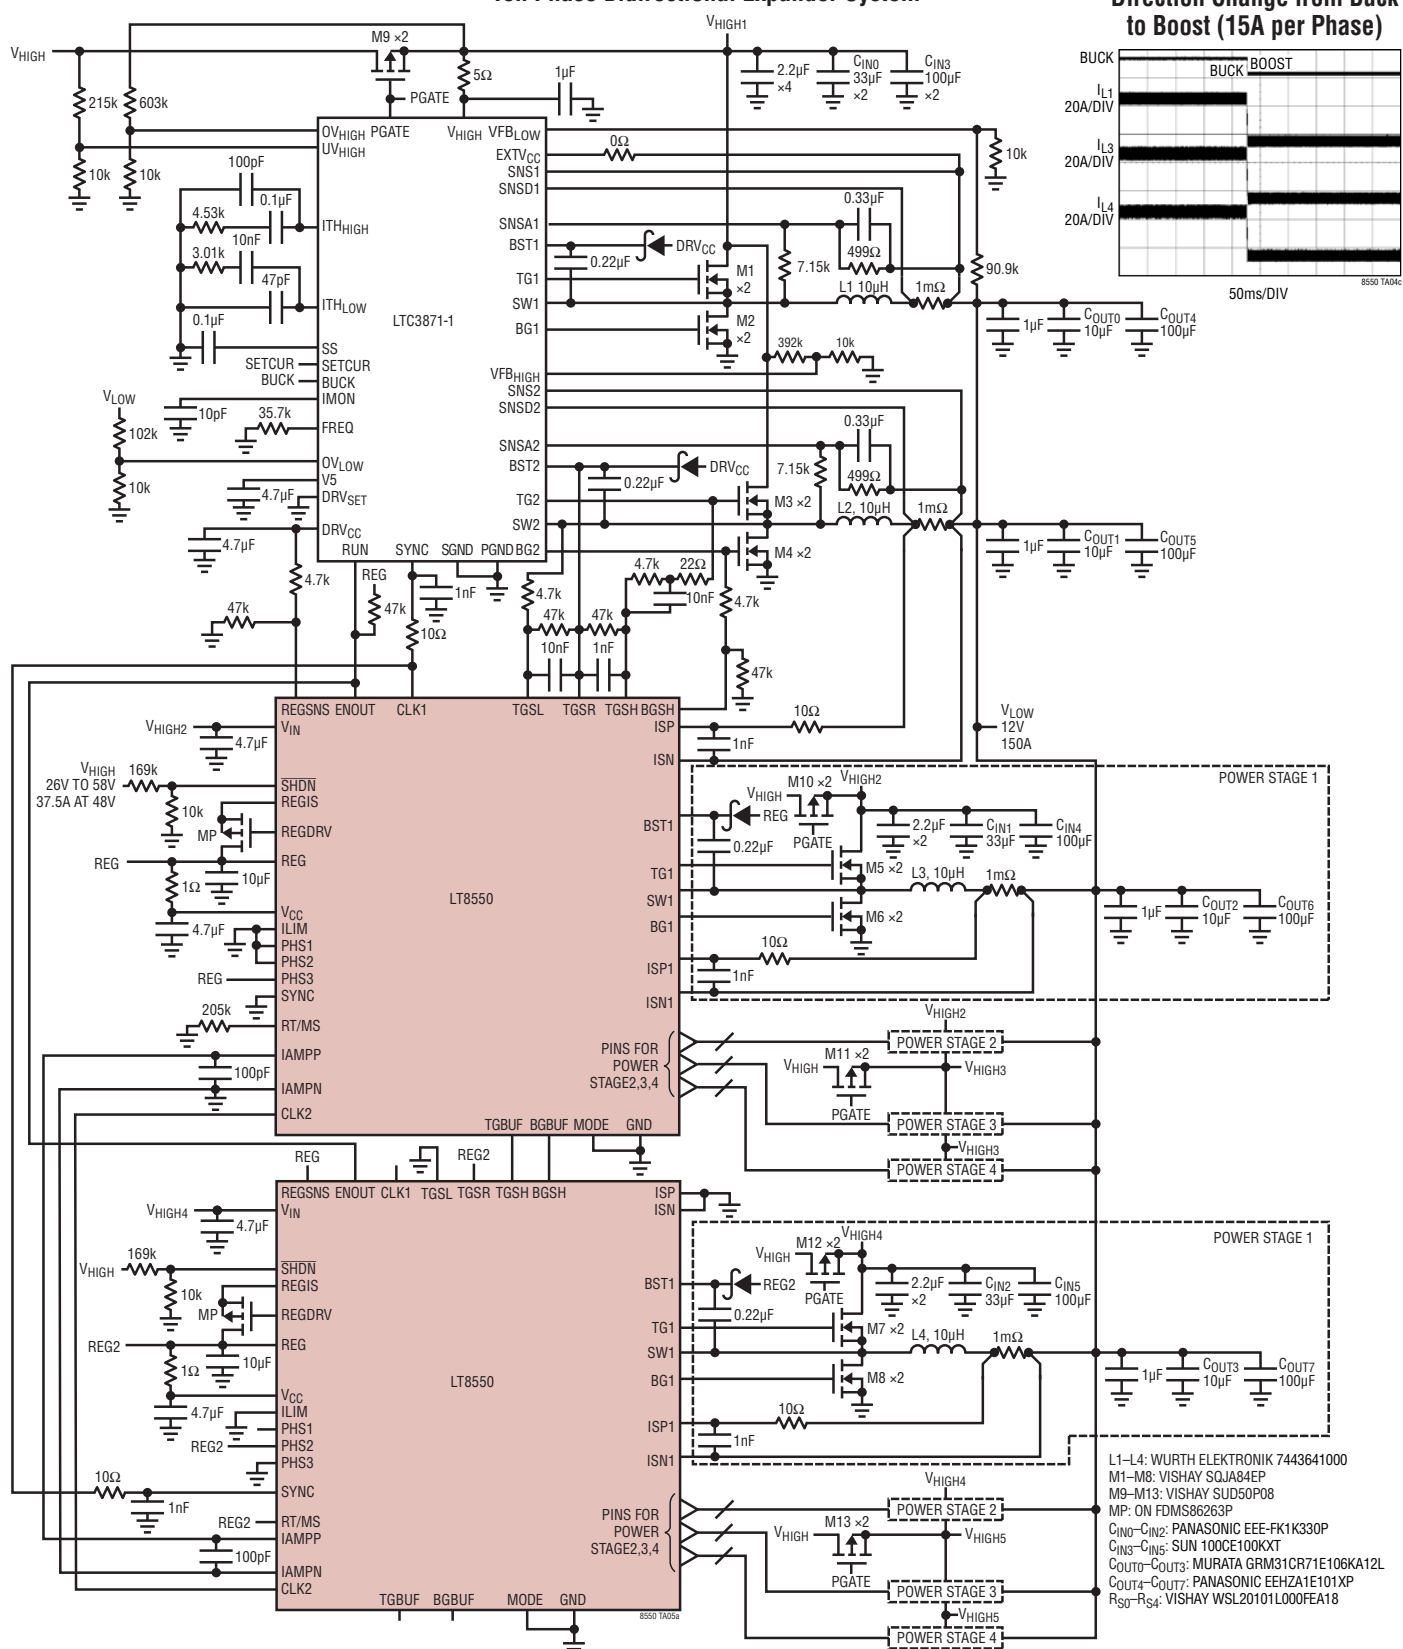 to Boost (15A per Phase)
VHIGH
M9 ×2
VHIGH1
5Ω
1µF
PGATE
215k
603k
10k
10k
2.2µF
×4
CIN0
33µF
×2
CIN3
100µF
×2
BUCK
BUCK
BOOST
IL1
20A/DIV
IL3
20A/DIV
IL4
20A/DIV
50ms/DIV
8550 TA04c
OVHIGH
PGATE
VHIGH
VFBLOW
UVHIGH
EXTVCC
SNS1
SNSD1
0Ω
10k
100pF
4.53k
0.1µF
ITHHIGH
3.01k
10nF
47pF
ITHLOW
0.1µF
LTC3871-1
SNSA1
BST1
TG1
SW1
BG1
0.22µF
DRVCC
M1
×2
M2
×2
7.15k
0.33µF
499Ω
L1 10µH
1mΩ
90.9k
1µF
COUT0
10µF
COUT4
100µF
SS
SETCUR
SETCUR
BUCK
BUCK
IMON
10pF
35.7k
FREQ
VFBHIGH
SNS2
SNSD2
392k
10k
VLOW
102k
10k
OVLOW
V5
4.7µF
DRVSET
DRVCC
4.7µF
SNSA2
BST2
TG2
SW2
0.22µF
DRVCC
7.15k
0.33µF
499Ω
L2, 10µH
1mΩ
M3 ×2
M4 ×2
1µF
COUT1
10µF
COUT5
100µF
RUN
SYNC
SGND
PGND
BG2
4.7k
47k
REG
47k
1nF
10Ω
4.7k
47k
47k
10nF
1nF
4.7k
22Ω
10nF
4.7k
47k
REGSNS
ENOUT
CLK1
TGSL
TGSR
TGSH
BGSH
VHIGH2
VIN
4.7µF
ISP
ISN
10Ω
1nF
VLOW
12V
150A
VHIGH
26V TO 58V
37.5A AT 48V
169k
10k
SHDN
REGIS
MP
REGDRV
REG
REG
1Ω
10µF
VCC
4.7µF
ILIM
PHS1
PHS2
REG
PHS3
SYNC
205k
RT/MS
IAMPP
100pF
IAMPN
CLK2
LT8550
POWER STAGE 1
M10 ×2
VHIGH2
VHIGH
REG
PGATE
BST1
0.22µF
2.2µF
×2
CIN1
33µF
CIN4
100µF
TG1
M5 ×2
SW1
L3, 10µH
1mΩ
BG1
M6 ×2
1µF
COUT2
10µF
COUT6
100µF
10Ω
ISP1
1nF
ISN1
PINS FOR
POWER
STAGE2,3,4
VHIGH2
POWER STAGE 2
M11 ×2
VHIGH
VHIGH3
PGATE
POWER STAGE 3
VHIGH3
POWER STAGE 4
TGBUF
BGBUF
MODE
GND
REG
REG2
REGSNS
ENOUT
CLK1
TGSL
TGSR
TGSH
BGSH
ISP
ISN
VHIGH4
VIN
4.7µF
169k
VHIGH
SHDN
10k
REGIS
MP
REGDRV
REG2
REG
1Ω
10µF
VCC
4.7µF
ILIM
PHS1
REG2
PHS2
PHS3
10Ω
SYNC
1nF
REG2
RT/MS
IAMPP
100pF
IAMPN
CLK2
LT8550
POWER STAGE 1
M12 ×2
VHIGH4
VHIGH
REG2
PGATE
BST1
0.22µF
2.2µF
×2
CIN2
33µF
CIN5
100µF
TG1
M7 ×2
SW1
L4, 10µH
1mΩ
BG1
M8 ×2
1µF
COUT3
10µF
COUT7
100µF
10Ω
ISP1
1nF
ISN1
PINS FOR
POWER
STAGE2,3,4
VHIGH4
POWER STAGE 2
M13 ×2
VHIGH
VHIGH5
PGATE
POWER STAGE 3
VHIGH5
POWER STAGE 4
TGBUF
BGBUF
MODE
GND
8550 TA05a
L1–L4: WURTH ELEKTRONIK 7443641000
M1–M8: VISHAY SQJA84EP
M9–M13: VISHAY SUD50P08
MP: ON FDMS86263P
CIN0–CIN2: PANASONIC EEE-FK1K330P
CIN3–CIN5: SUN 100CE100KXT
COUT0–COUT3: MURATA GRM31CR71E106KA12L
COUT4–COUT7: PANASONIC EEHZA1E101XP
RS0–RS4: VISHAY WSL20101L000FEA18